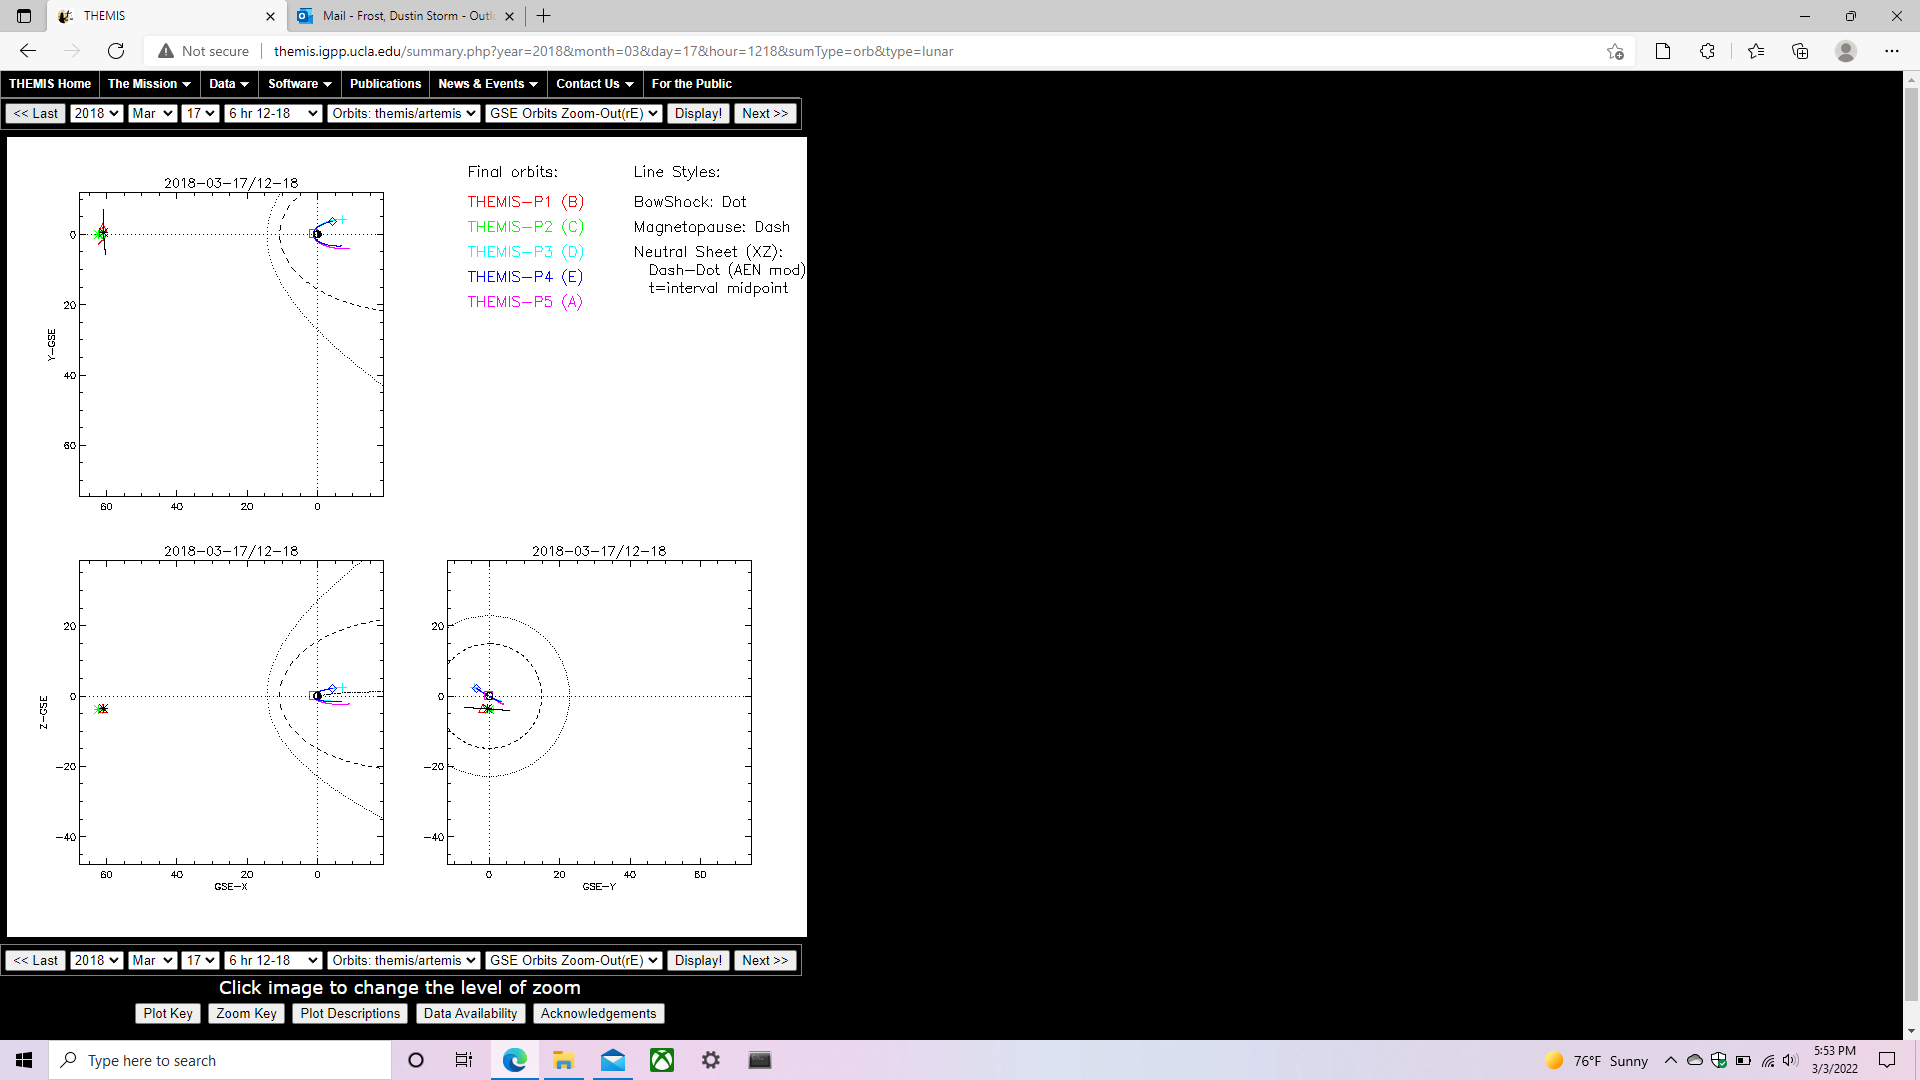 THEMIS
Mail - Frost, Dustin Storm - Outl
Not secure
themis.igpp.ucla.edu/summary.php?year=2018&month=03&day=17&hour=1218&sumType=orb&type=lunar
THEMIS Home The Mission Data Software Publications News & Events Contact Us For the Public
<< Last 2018 Mar 17 6 hr 12-18 Orbits: themis/artemis GSE Orbits Zoom-Out(rE) Display! Next >>
Final orbits: Line Styles:
2018-03-17/12-18
THEMIS-P1 (B) BowShock: Dot
THEMIS-P2 (C) Magnetopause: Dash
THEMIS-P3 (D) Neutral Sheet (XZ):
Dash-Dot (AEN mod)
THEMIS-P4 (E)
t=interval midpoint
THEMIS-P5 (A)
0
20
Y-GSE
40
60
60 40 20 0
2018-03-17/12-18 2018-03-17/12-18
20 20
0 0
Z-GSE
-20 -20
-40 -40
60 40 20 0 0 20 40 60
GSE-X GSE-Y
<< Last 2018 Mar 17 6 hr 12-18 Orbits: themis/artemis GSE Orbits Zoom-Out(rE) Display! Next >>
Click image to change the level of zoom
Plot Key Zoom Key Plot Descriptions Data Availability Acknowledgements
Type here to search
76°F Sunny
5:53 PM
3/3/2022